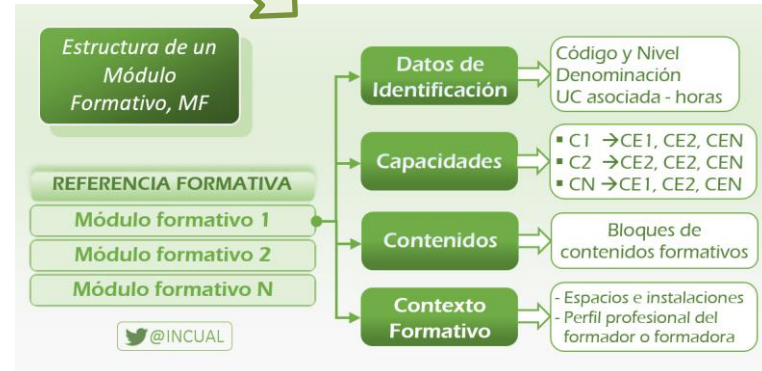 Estructura de un
Módulo
Formativo, MF
REFERENCIA FORMATIVA
Módulo formativo 1
Módulo formativo 2
Módulo formativo N
@INCUAL
Datos de
Identificación
Código y Nivel
Denominación
UC asociada - horas
Capacidades
▪ C1 →CE1, CE2, CEN
▪ C2 →CE2, CE2, CEN
▪ CN →CE1, CE2, CEN
Contenidos
Bloques de
contenidos formativos
Contexto
Formativo
- Espacios e instalaciones
- Perfil profesional del
formador o formadora